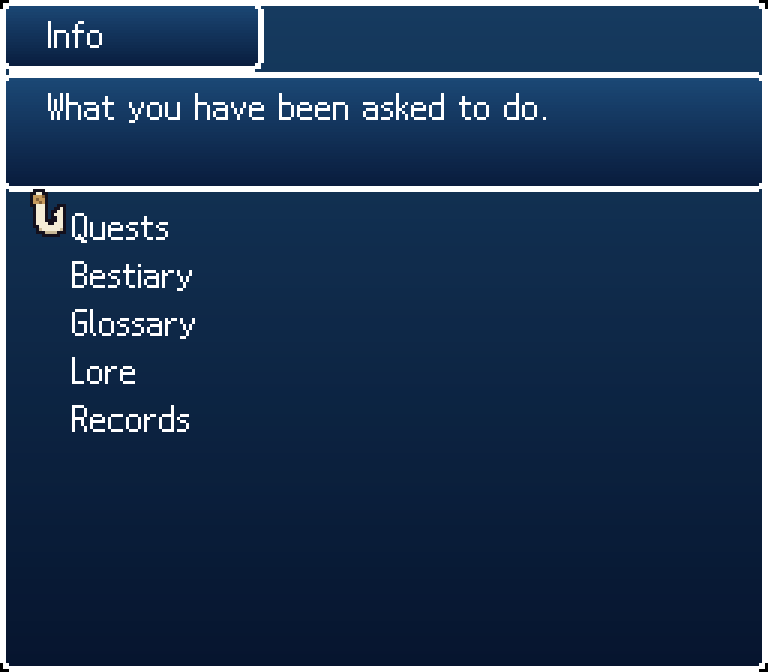 Info
What you have been asked to do.
Quests
Bestiary
Glossary
Lore
Records